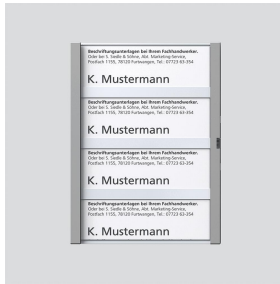 Beschriftungsunterlagen bei Ihrem Fachhandwerker.
Oder bei S. Siedle & Söhne, Abt. Marketing-Service,
Postfach 1155, 78120 Furtwangen, Tel.: 07723 63-354
K. Mustermann
Beschriftungsunterlagen bei Ihrem Fachhandwerker.
Oder bei S. Siedle & Söhne, Abt. Marketing-Service,
Postfach 1155, 78120 Furtwangen, Tel.: 07723 63-354
K. Mustermann
Beschriftungsunterlagen bei Ihrem Fachhandwerker.
Oder bei S. Siedle & Söhne, Abt. Marketing-Service,
Postfach 1155, 78120 Furtwangen, Tel.: 07723 63-354
K. Mustermann
Beschriftungsunterlagen bei Ihrem Fachhandwerker.
Oder bei S. Siedle & Söhne, Abt. Marketing-Service,
Postfach 1155, 78120 Furtwangen, Tel.: 07723 63-354
K. Mustermann